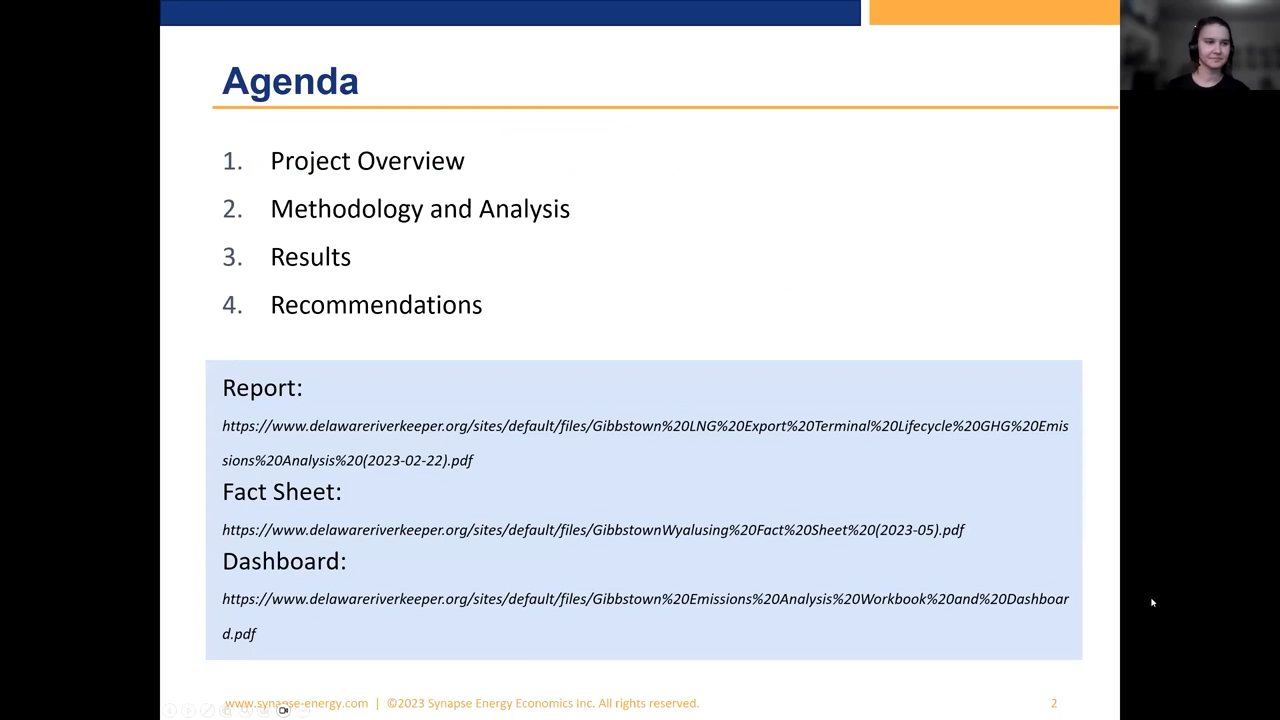 Agenda
1. Project Overview
2. Methodology and Analysis
3. Results
4. Recommendations
Report:
https://www.delawareriverkeeper.org/sites/default/files/Gibbstown%20LNG%20Export%20Terminal%20Lifecycle%20GHG%20Emis
sions%20Analysis%20(2023-02-22).pdf
Fact Sheet:
https://www.delawareriverkeeper.org/sites/default/files/GibbstownWyalusing%20Fact%20Sheet%20(2023-05).pdf
Dashboard:
https://www.delawareriverkeeper.org/sites/default/files/Gibbstown%20Emissions%20Analysis%20Workbook%20and%20Dashboar
d.pdf
www.synapse-energy.com | ©2023 Synapse Energy Economics Inc. All rights reserved. 2